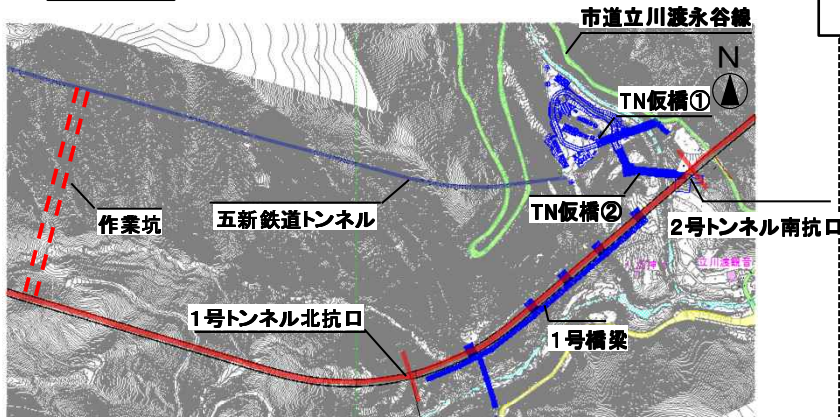 市道立川渡永谷線
N
TN仮橋①
作業坑
五新鉄道トンネル
TN仮橋②
2号トンネル南抗口
1号トンネル北抗口
1号橋梁